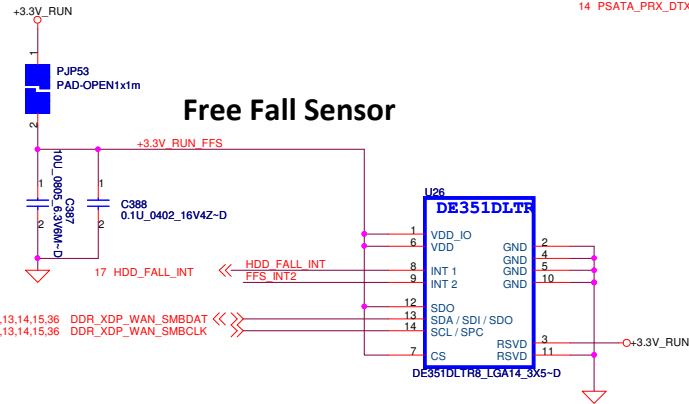 +3.3V_RUN
14 PSATA_PRX_DTX
1
PJP53
PAD-OPEN1x1m
2
Free Fall Sensor
+3.3V_RUN_FFS
1
2
10U_0805_6.3V6M~D
C387
1
2
C388
0.1U_0402_16V4Z~D
U26
DE351DLTR
1 VDD_IO
6 VDD
GND 2
GND 4
GND 5
GND 10
17 HDD_FALL_INT
HDD_FALL_INT
8 INT 1
FFS_INT2
9 INT 2
12 SDO
,13,14,15,36 DDR_XDP_WAN_SMBDAT
13 SDA / SDI / SDO
,13,14,15,36 DDR_XDP_WAN_SMBCLK
14 SCL / SPC
RSVD 3
+3.3V_RUN
7 CS
RSVD 11
DE351DLTR8_LGA14_3X5~D